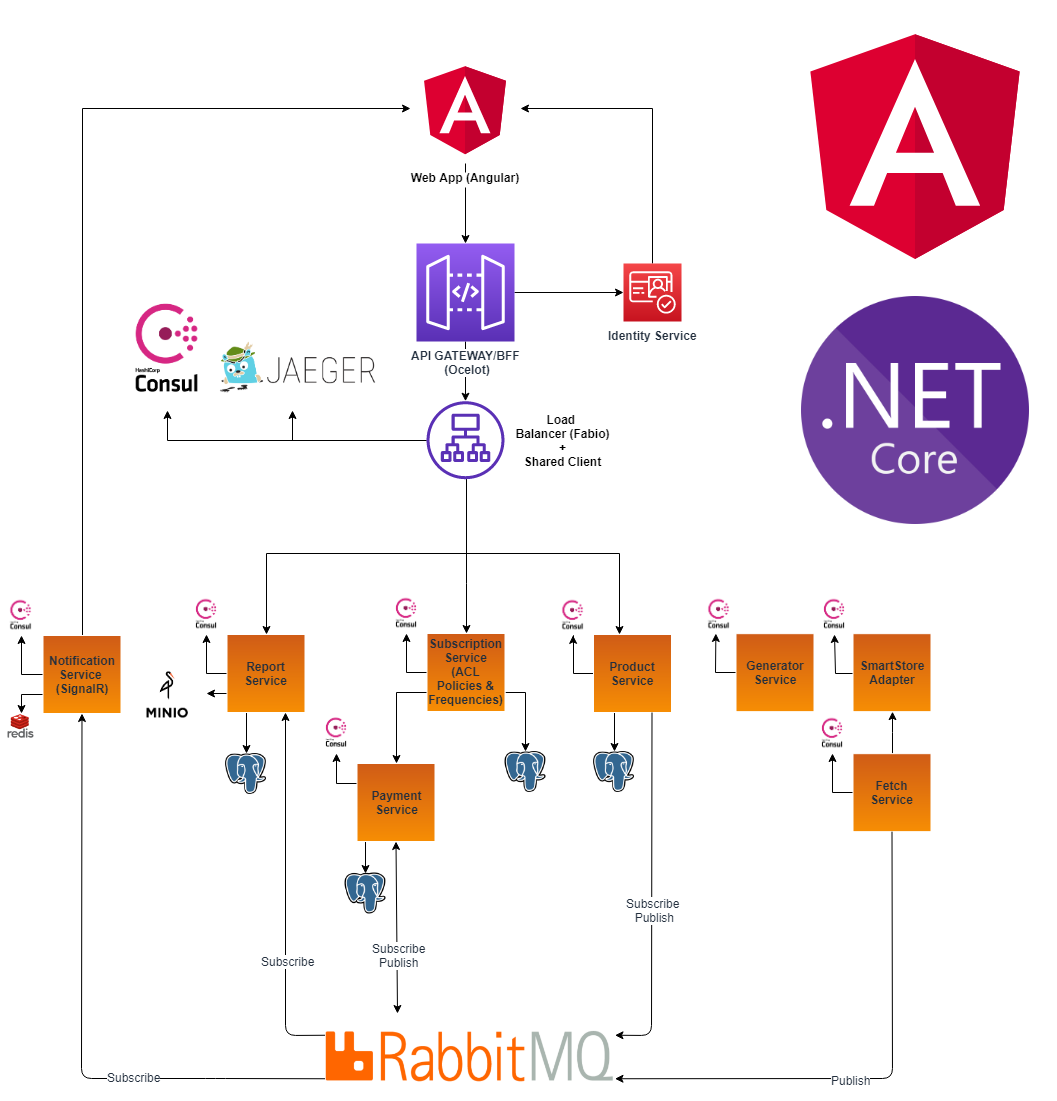 Web App (Angular)
Identity Service
API GATEWAY/BFF
(Ocelot)
HashiCorp
Consul
JAEGER
Load
Balancer (Fabio)
+
Shared Client
.NET
Core
Consul
Notification
Service
(SignalR)
redis
Consul
Report
Service
MINIO
Consul
Subscription
Service
(ACL
Policies &
Frequencies)
Consul
Product
Service
Consul
Generator
Service
Consul
SmartStore
Adapter
Consul
Payment
Service
Consul
Fetch
Service
Subscribe
Publish
Subscribe
Subscribe
Publish
RabbitMQ
Subscribe
Publish